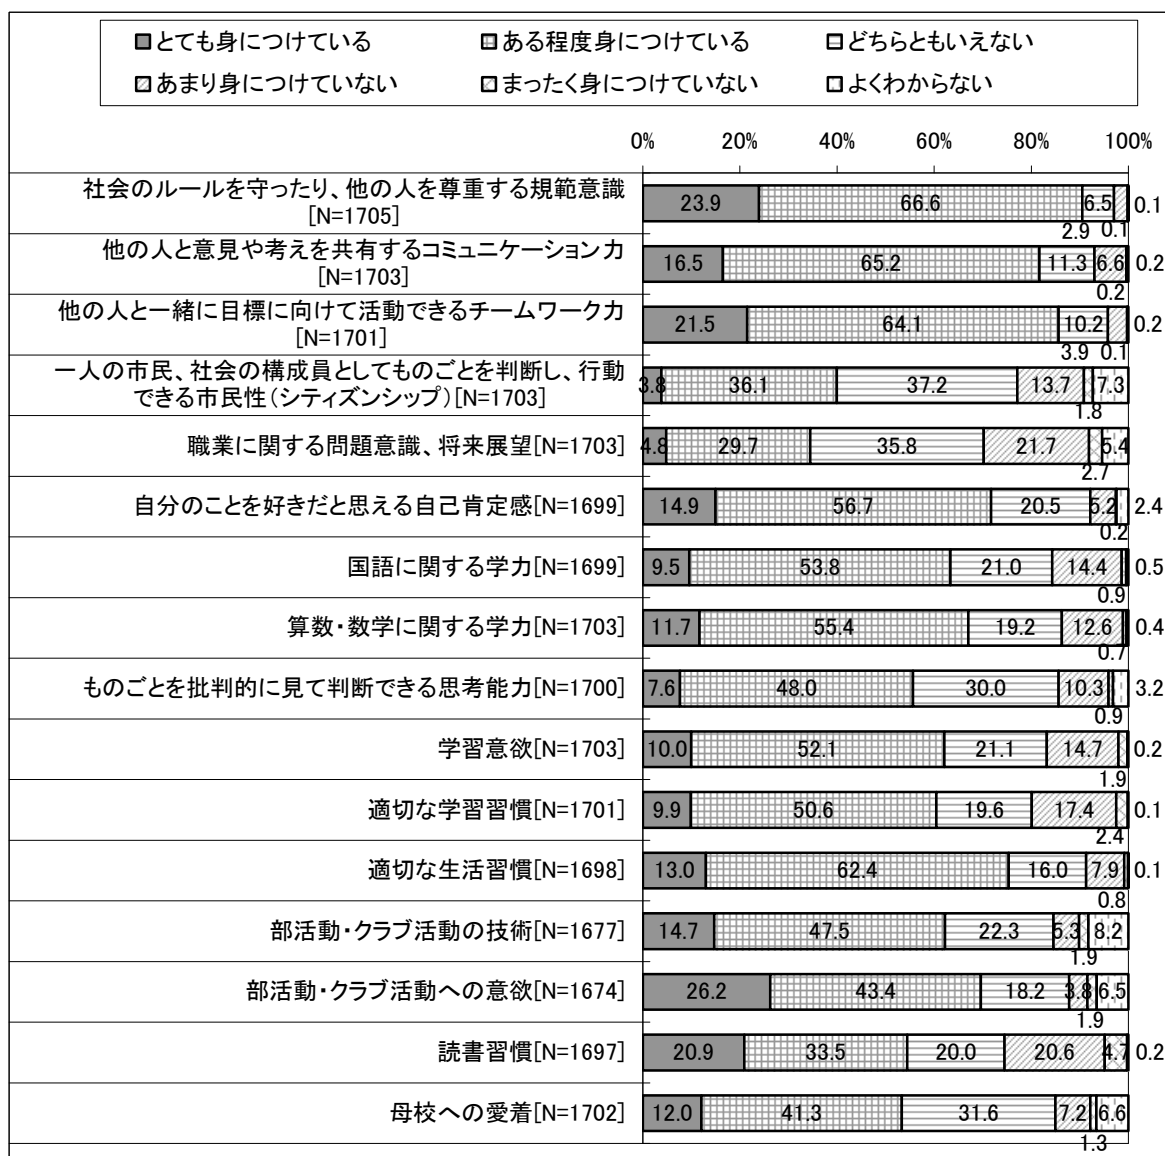 とても身につけている ある程度身につけている どちらともいえない
あまり身につけていない まったく身につけていない よくわからない
0% 20% 40% 60% 80% 100%
社会のルールを守ったり、他の人を尊重する規範意識
[N=1705]
23.9 66.6 6.5 0.1
2.9 0.1
他の人と意見や考えを共有するコミュニケーション力
[N=1703]
16.5 65.2 11.3 6.6 0.2
0.2
他の人と一緒に目標に向けて活動できるチームワーク力
[N=1701]
21.5 64.1 10.2 0.2
3.9 0.1
一人の市民、社会の構成員としてものごとを判断し、行動
できる市民性(シティズンシップ)[N=1703]
3.8 36.1 37.2 13.7 7.3
1.8
職業に関する問題意識、将来展望[N=1703]
4.8 29.7 35.8 21.7 5.4
2.7
自分のことを好きだと思える自己肯定感[N=1699]
14.9 56.7 20.5 5.2 2.4
0.2
国語に関する学力[N=1699]
9.5 53.8 21.0 14.4 0.5
0.9
算数・数学に関する学力[N=1703]
11.7 55.4 19.2 12.6 0.4
0.7
ものごとを批判的に見て判断できる思考能力[N=1700]
7.6 48.0 30.0 10.3 3.2
0.9
学習意欲[N=1703]
10.0 52.1 21.1 14.7 0.2
1.9
適切な学習習慣[N=1701]
9.9 50.6 19.6 17.4 0.1
2.4
適切な生活習慣[N=1698]
13.0 62.4 16.0 7.9 0.1
0.8
部活動・クラブ活動の技術[N=1677]
14.7 47.5 22.3 5.3 8.2
1.9
部活動・クラブ活動への意欲[N=1674]
26.2 43.4 18.2 3.8 6.5
1.9
読書習慣[N=1697]
20.9 33.5 20.0 20.6 4.7 0.2
母校への愛着[N=1702]
12.0 41.3 31.6 7.2 6.6
1.3